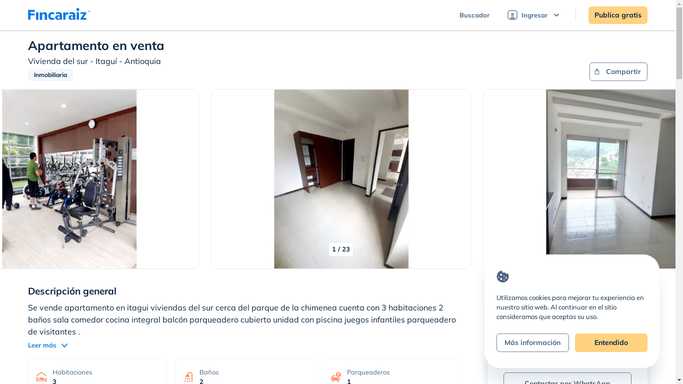 Fincaraiz
Buscador
Ingresar
Publica gratis
Apartamento en venta
Vivienda del sur - Itaguí - Antioquia
Inmobiliaria
Compartir
1 / 23
Descripción general
Se vende apartamento en itagui viviendas del sur cerca del parque de la chimenea cuenta con 3 habitaciones 2
baños sala comedor cocina integral balcón parqueadero cubierto unidad con piscina juegos infantiles parqueadero
de visitantes .
Leer más
Habitaciones
3
Baños
2
Parqueaderos
1
Utilizamos cookies para mejorar tu experiencia en
nuestro sitio web. Al continuar en el sitio
consideramos que aceptas su uso.
Más información
Entendido
Contactar por WhatsApp